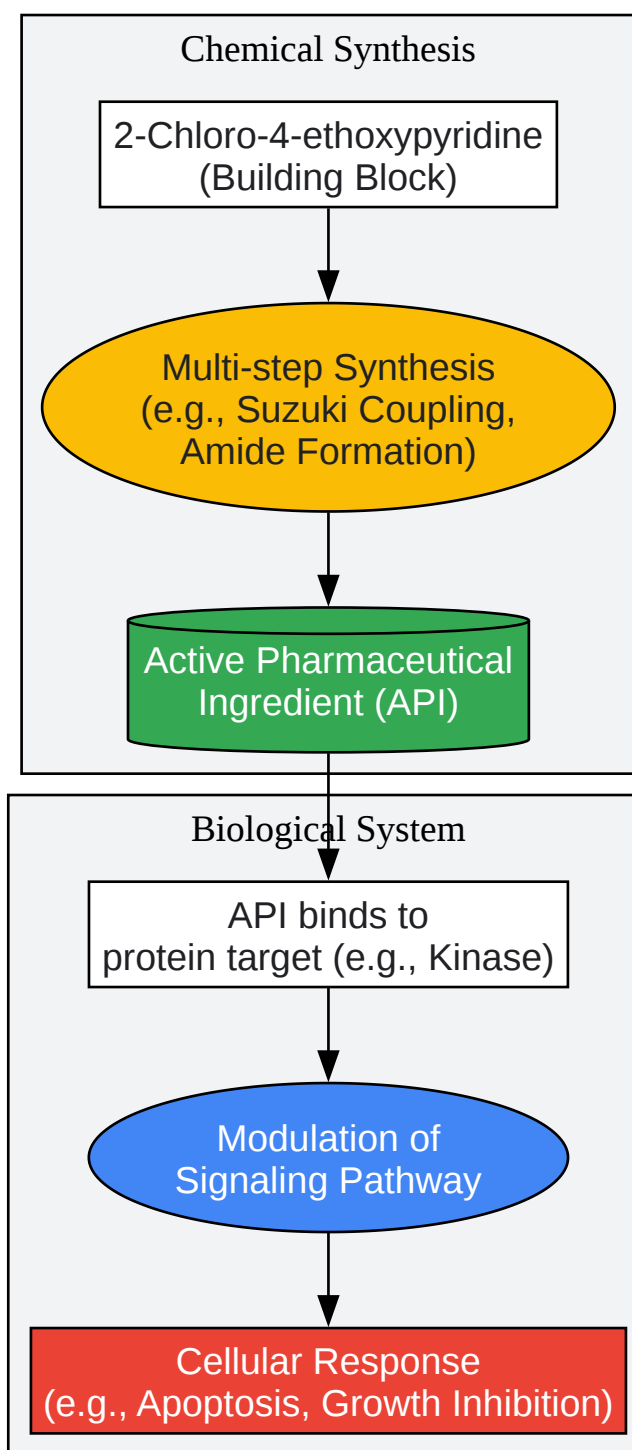 Chemical Synthesis
2-Chloro-4-ethoxypyridine
(Building Block)
Multi-step Synthesis
(e.g., Suzuki Coupling,
Amide Formation)
Active Pharmaceutical
Ingredient (API)
Biological System
API binds to
protein target (e.g., Kinase)
Modulation of
Signaling Pathway
Cellular Response
(e.g., Apoptosis, Growth Inhibition)